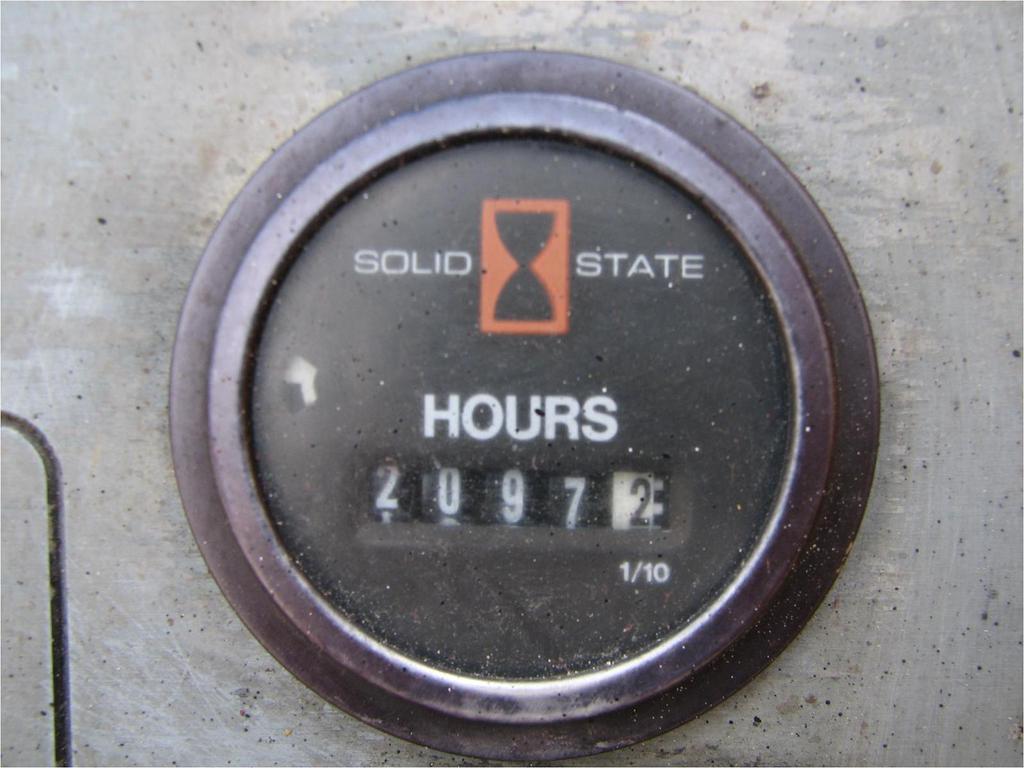 SOLID STATE
HOURS
20972
1/10